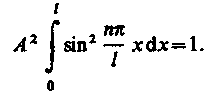 A² ∫₀ˡ sin² nπ/l x dx=1.